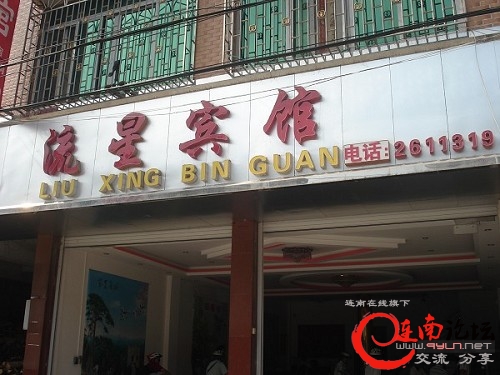 流星宾馆
LIU XING BIN GUAN 电话:2611319
连南在线旗下
连南论坛
www.9yLN.net
交流 分享